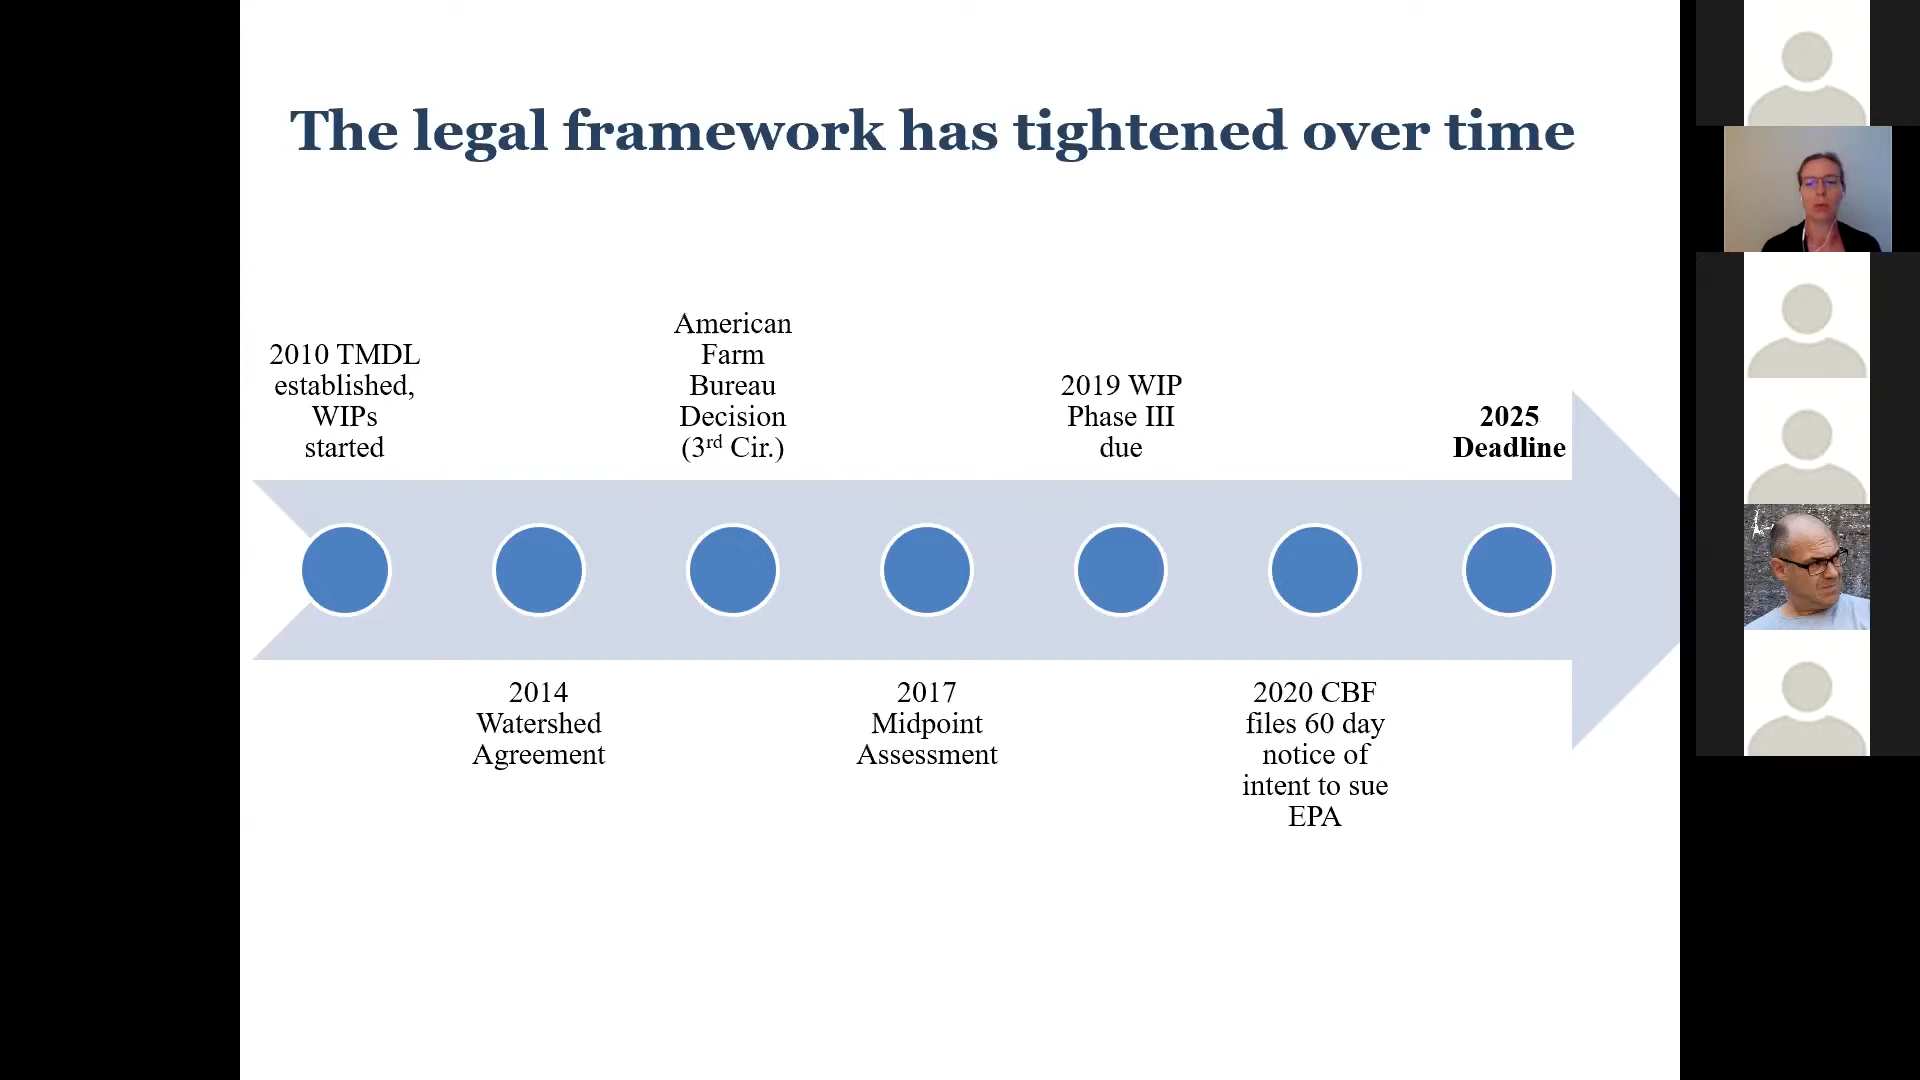 The legal framework has tightened over time
2010 TMDL
established,
WIPs
started
2014
Watershed
Agreement
American
Farm
Bureau
Decision
(3rd Cir.)
2017
Midpoint
Assessment
2019 WIP
Phase III
due
2020 CBF
files 60 day
notice of
intent to sue
EPA
2025
Deadline